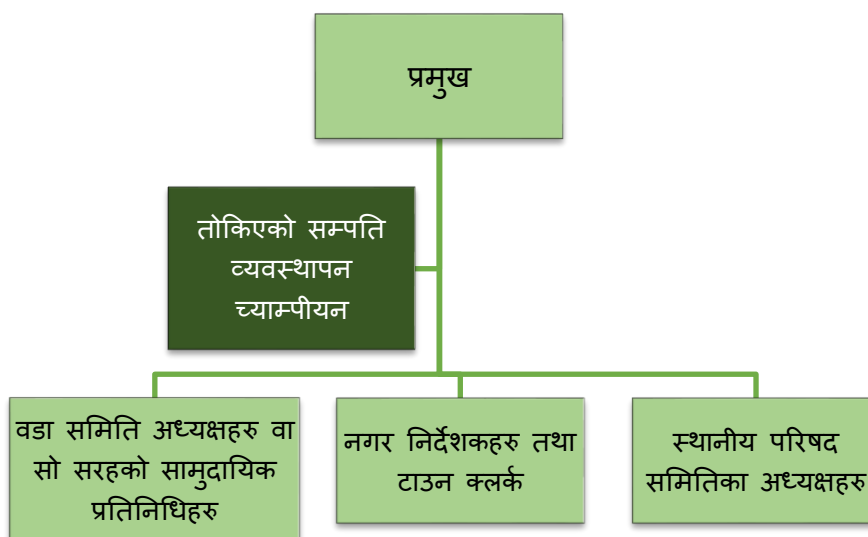 प्रमुख
तोकिएको सम्पति
व्यवस्थापन
च्याम्पीयन
वडा समिति अध्यक्षहरु वा
सो सरहको सामुदायिक
प्रतिनिधिहरु
नगर निर्देशकहरु तथा
टाउन क्लर्क
स्थानीय परिषद
समितिका अध्यक्षहरु